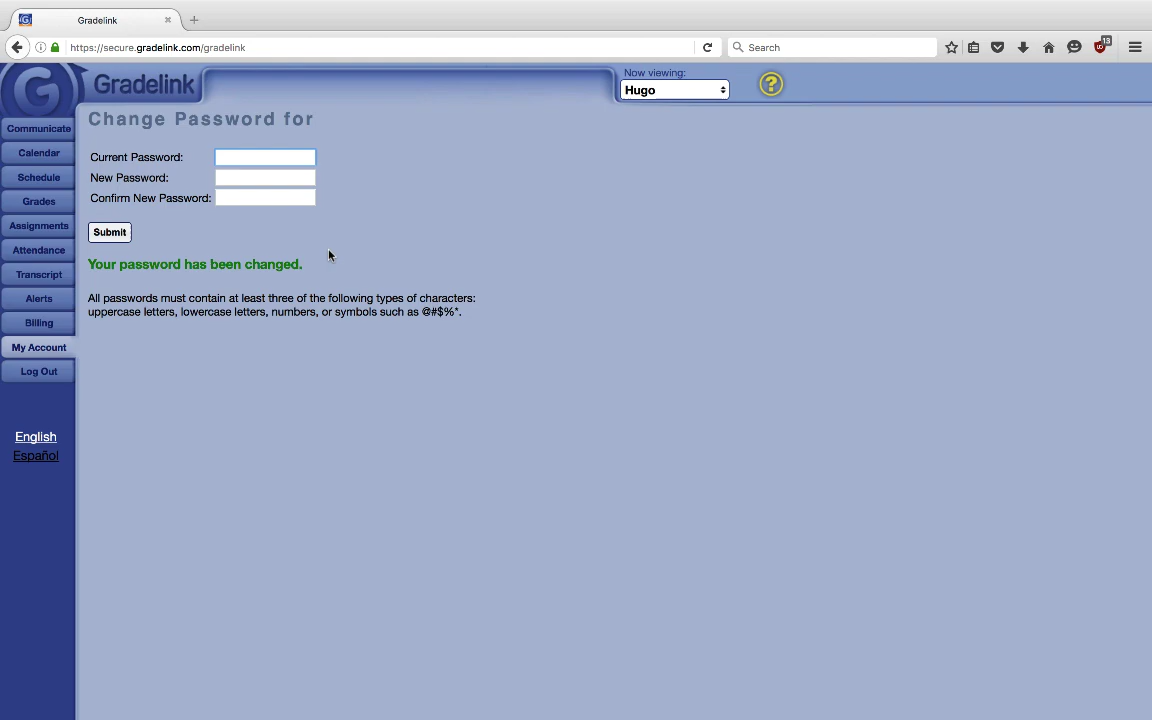 Gradelink
https://secure.gradelink.com/gradelink
Search
13
G
Gradelink
Now viewing:
Hugo
?
Communicate
Calendar
Schedule
Grades
Assignments
Attendance
Transcript
Alerts
Billing
My Account
Log Out
English
Español
Change Password for
Current Password:
New Password:
Confirm New Password:
Submit
Your password has been changed.
All passwords must contain at least three of the following types of characters:
uppercase letters, lowercase letters, numbers, or symbols such as @#$%*.